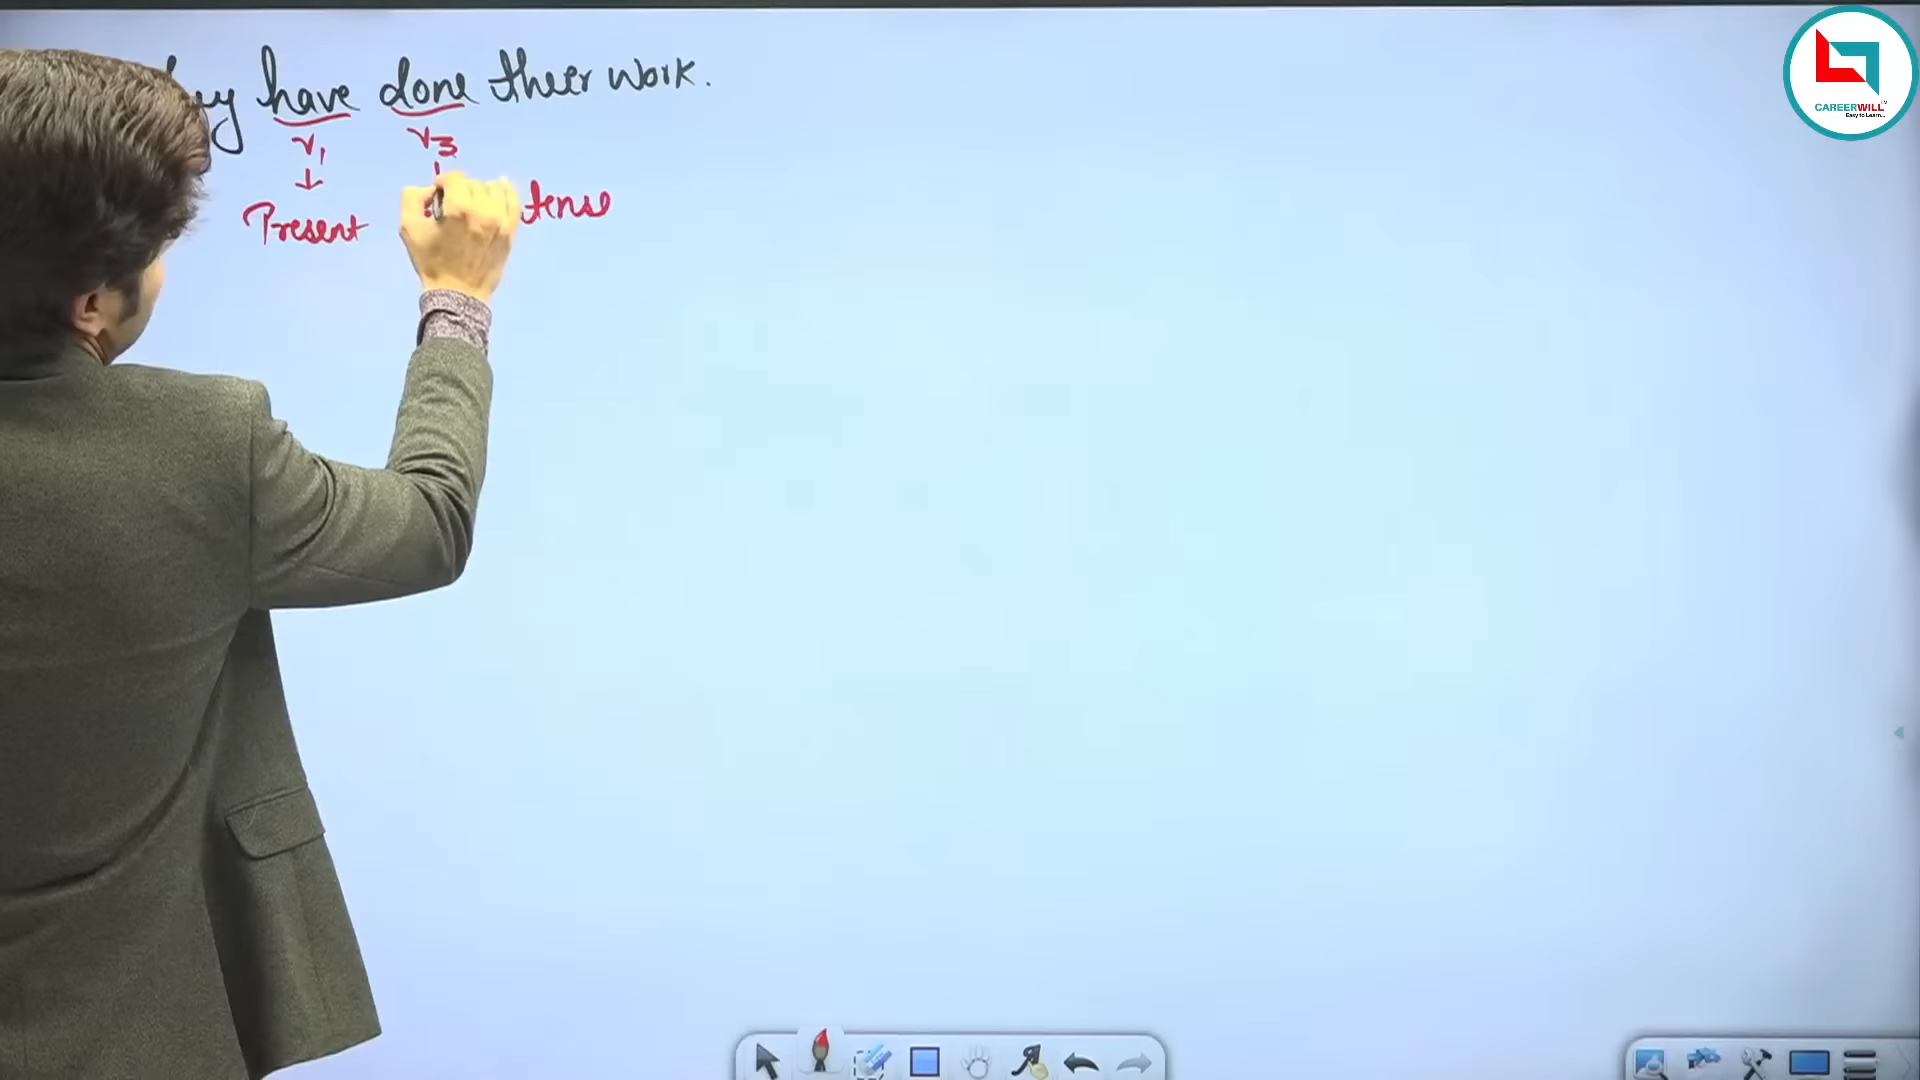 have done their work.
V1 V3
↓
Present tense
CAREERWILL
Easy to Learn...